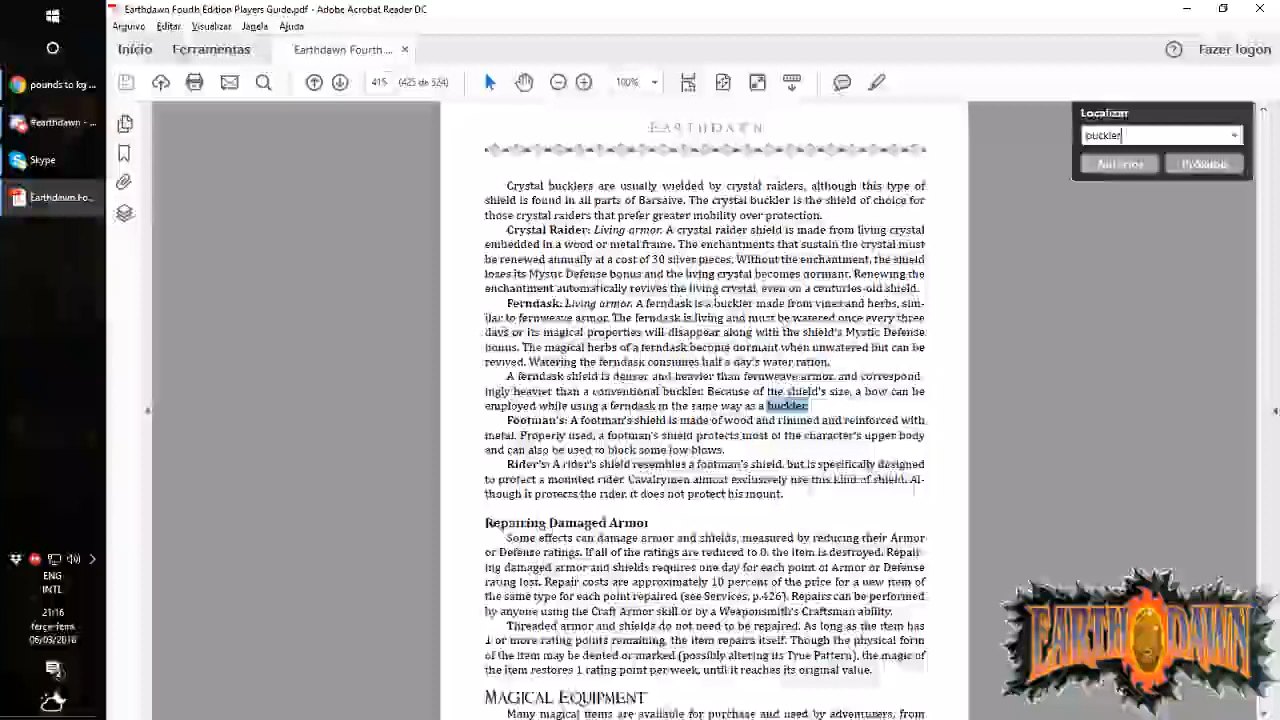 Earthdawn Fourth Edition Players Guide.pdf - Adobe Acrobat Reader DC
Arquivo Editar Visualizar Janela Ajuda
Início Ferramentas Earthdawn Fourth ... × Fazer logon
415 (425 de 524) 100%
Localizar
buckler
Anterior Próximo
pounds to kg ...
#earthdawn - ...
Skype
Earthdawn Fo...
ENG
INTL
21:16
terça-feira
06/03/2018
EARTHDAWN
Crystal bucklers are usually wielded by crystal raiders, although this type of
shield is found in all parts of Barsaive. The crystal buckler is the shield of choice for
those crystal raiders that prefer greater mobility over protection.
Crystal Raider: Living armor. A crystal raider shield is made from living crystal
embedded in a wood or metal frame. The enchantments that sustain the crystal must
be renewed annually at a cost of 30 silver pieces. Without the enchantment, the shield
loses its Mystic Defense bonus and the living crystal becomes dormant. Renewing the
enchantment automatically revives the living crystal, even on a centuries-old shield.
Ferndask: Living armor. A ferndask is a buckler made from vines and herbs, sim-
ilar to fernweave armor. The ferndask is living and must be watered once every three
days or its magical properties will disappear along with the shield's Mystic Defense
bonus. The magical herbs of a ferndask become dormant when unwatered but can be
revived. Watering the ferndask consumes half a day's water ration.
A ferndask shield is denser and heavier than fernweave armor and correspond-
ingly heavier than a conventional buckler. Because of the shield's size, a bow can be
employed while using a ferndask in the same way as a buckler.
Footman's: A footman's shield is made of wood and rimmed and reinforced with
metal. Properly used, a footman's shield protects most of the character's upper body
and can also be used to block some low blows.
Rider's: A rider's shield resembles a footman's shield, but is specifically designed
to protect a mounted rider. Cavalrymen almost exclusively use this kind of shield. Al-
though it protects the rider, it does not protect his mount.
Repairing Damaged Armor
Some effects can damage armor and shields, measured by reducing their Armor
or Defense ratings. If all of the ratings are reduced to 0, the item is destroyed. Repair-
ing damaged armor and shields requires one day for each point of Armor or Defense
rating lost. Repair costs are approximately 10 percent of the price for a new item of
the same type for each point repaired (see Services, p.426). Repairs can be performed
by anyone using the Craft Armor skill or by a Weaponsmith's Craftsman ability.
Threaded armor and shields do not need to be repaired. As long as the item has
1 or more rating points remaining, the item repairs itself. Though the physical form
of the item may be dented or marked (possibly altering its True Pattern), the magic of
the item restores 1 rating point per week, until it reaches its original value.
MAGICAL EQUIPMENT
Many magical items are available for purchase and used by adventurers, from
EARTHDAWN